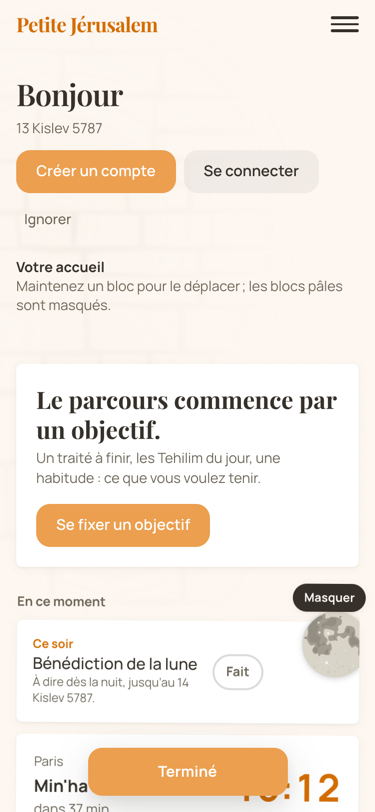 Petite Jérusalem
Bonjour
13 Kislev 5787
Créer un compte
Se connecter
Ignorer
Votre accueil
Maintenez un bloc pour le déplacer ; les blocs pâles
sont masqués.
Le parcours commence par
un objectif.
Un traité à finir, les Tehilim du jour, une
habitude : ce que vous voulez tenir.
Se fixer un objectif
En ce moment
Masquer
Ce soir
Bénédiction de la lune
À dire dès la nuit, jusqu'au 14
Kislev 5787.
Fait
Paris
Min'ha
:12
Terminé
dans 37 min